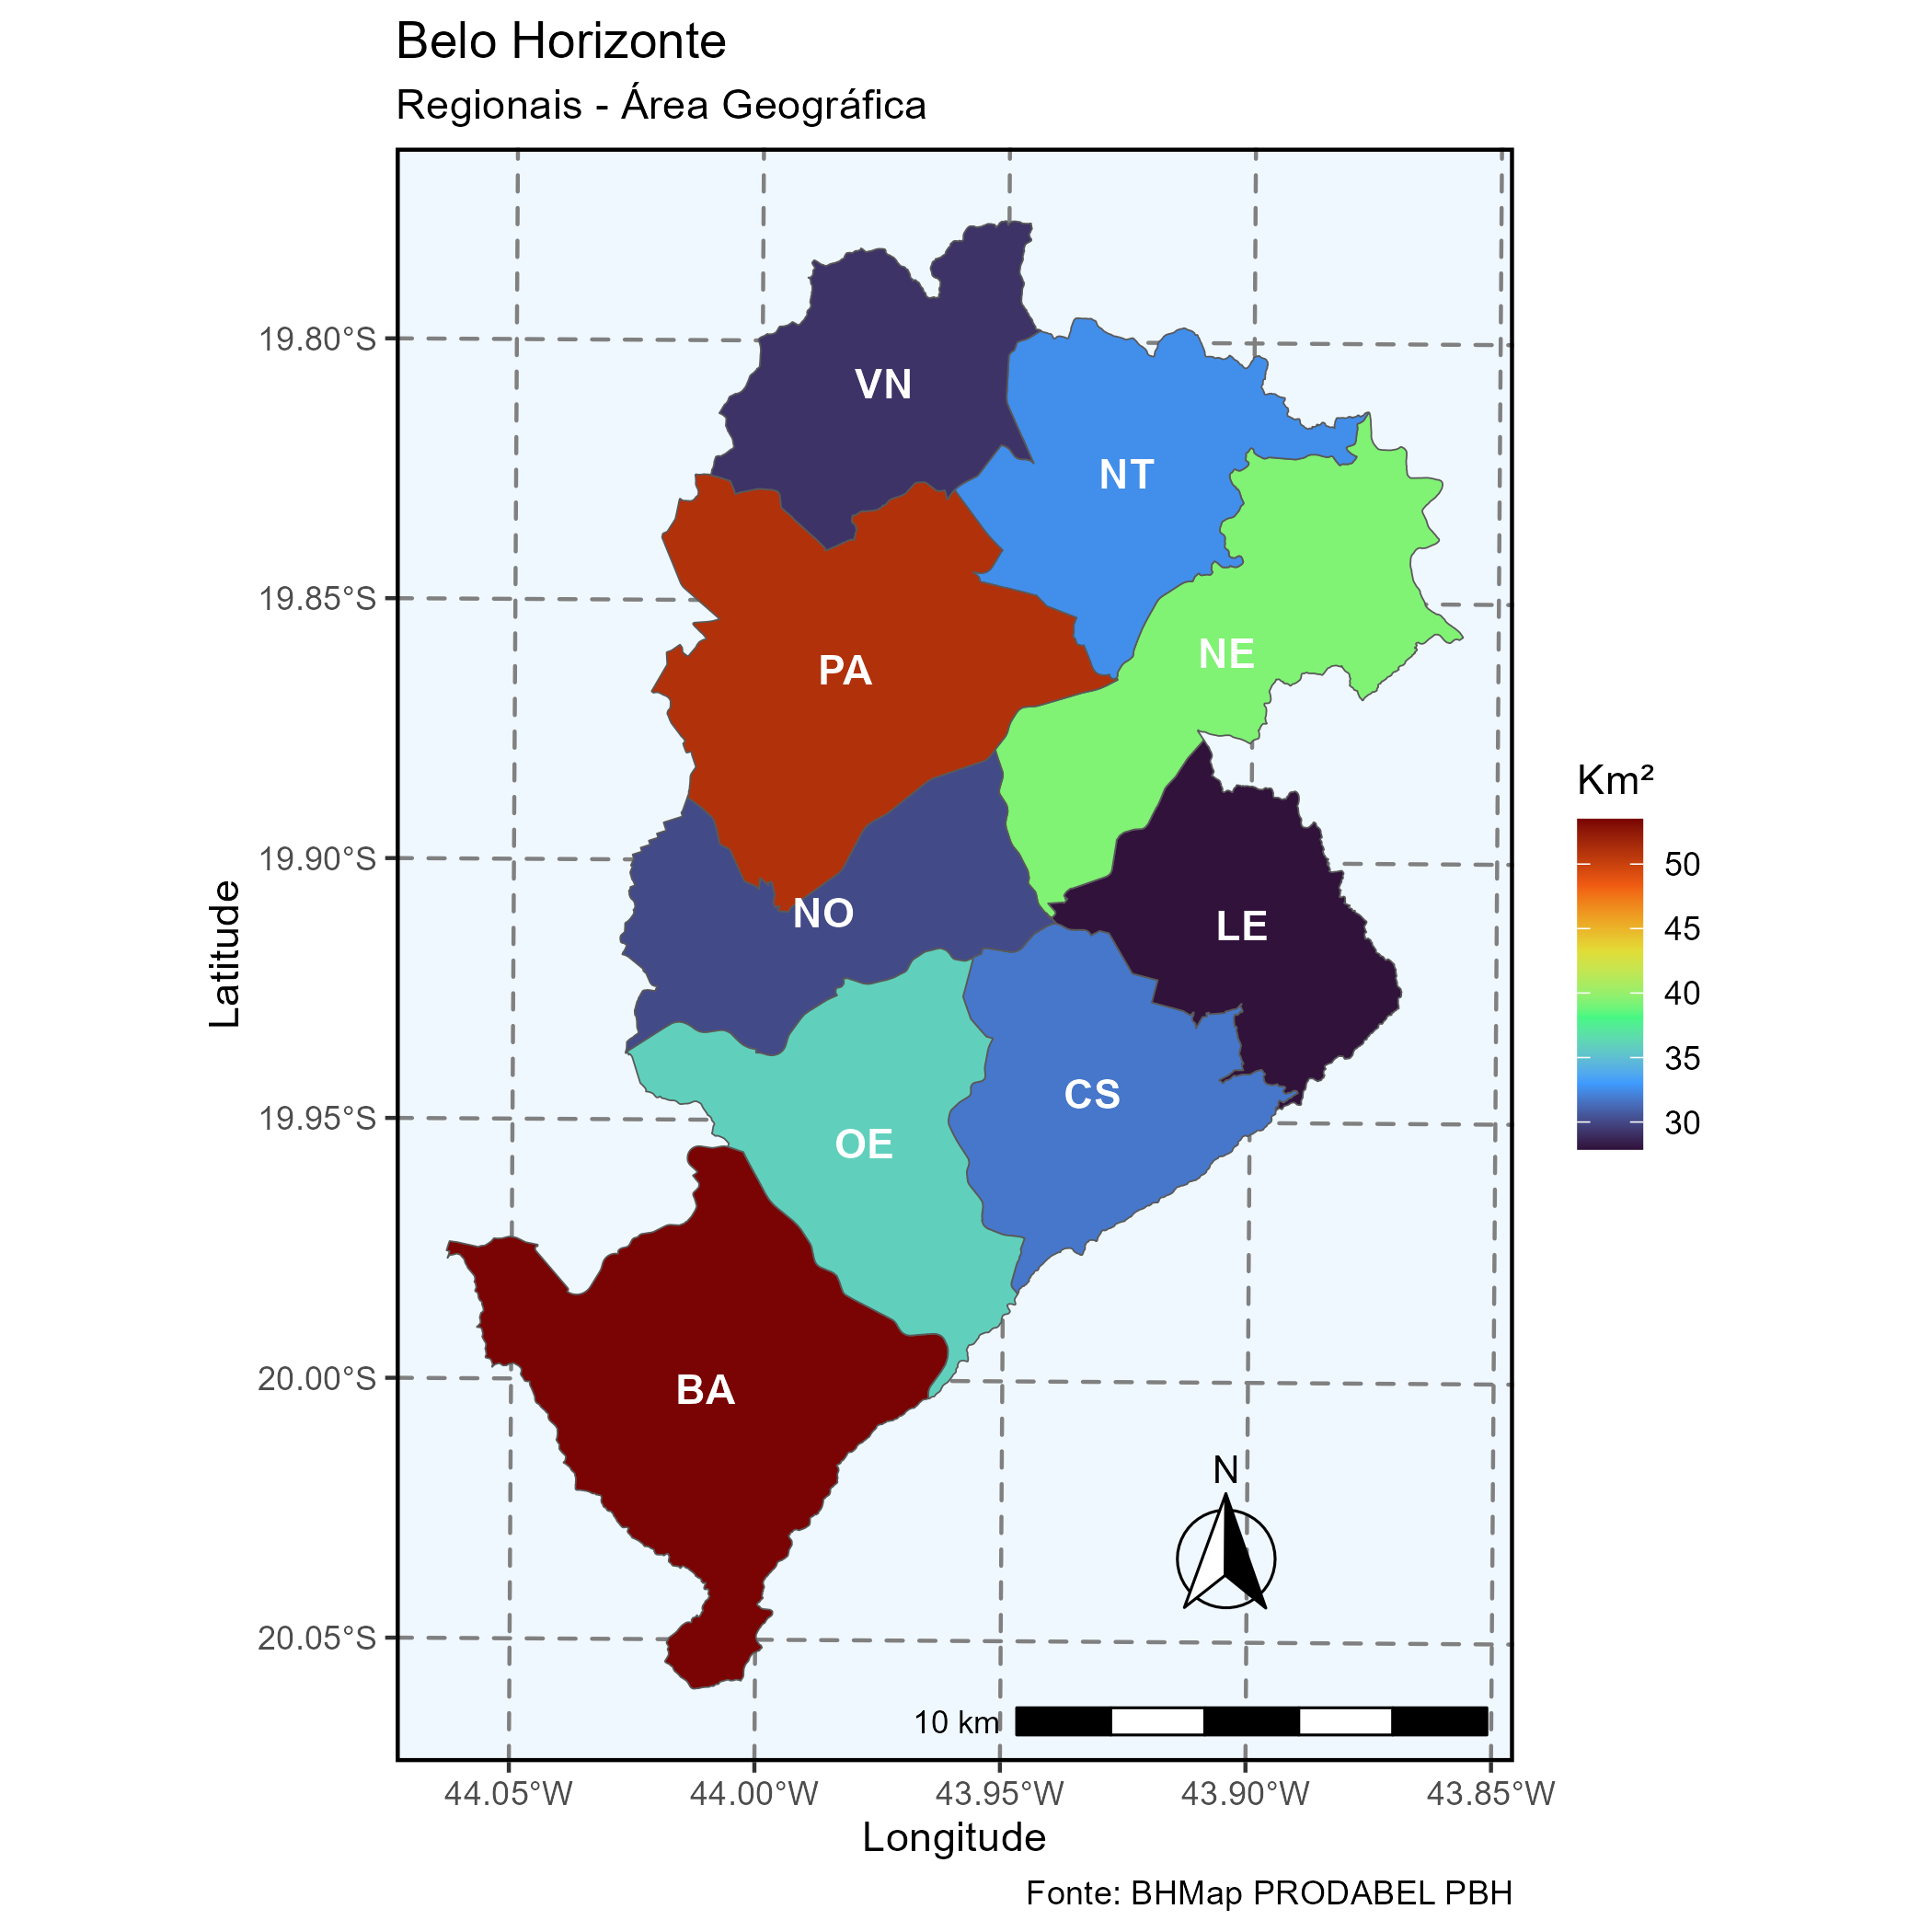 Belo Horizonte
Regionais - Área Geográfica
19.80°S
19.85°S
19.90°S
19.95°S
20.00°S
20.05°S
Latitude
VN
NT
NE
PA
NO
LE
CS
OE
BA
N
10 km
Km²
50
45
40
35
30
44.05°W 44.00°W 43.95°W 43.90°W 43.85°W
Longitude
Fonte: BHMap PRODABEL PBH